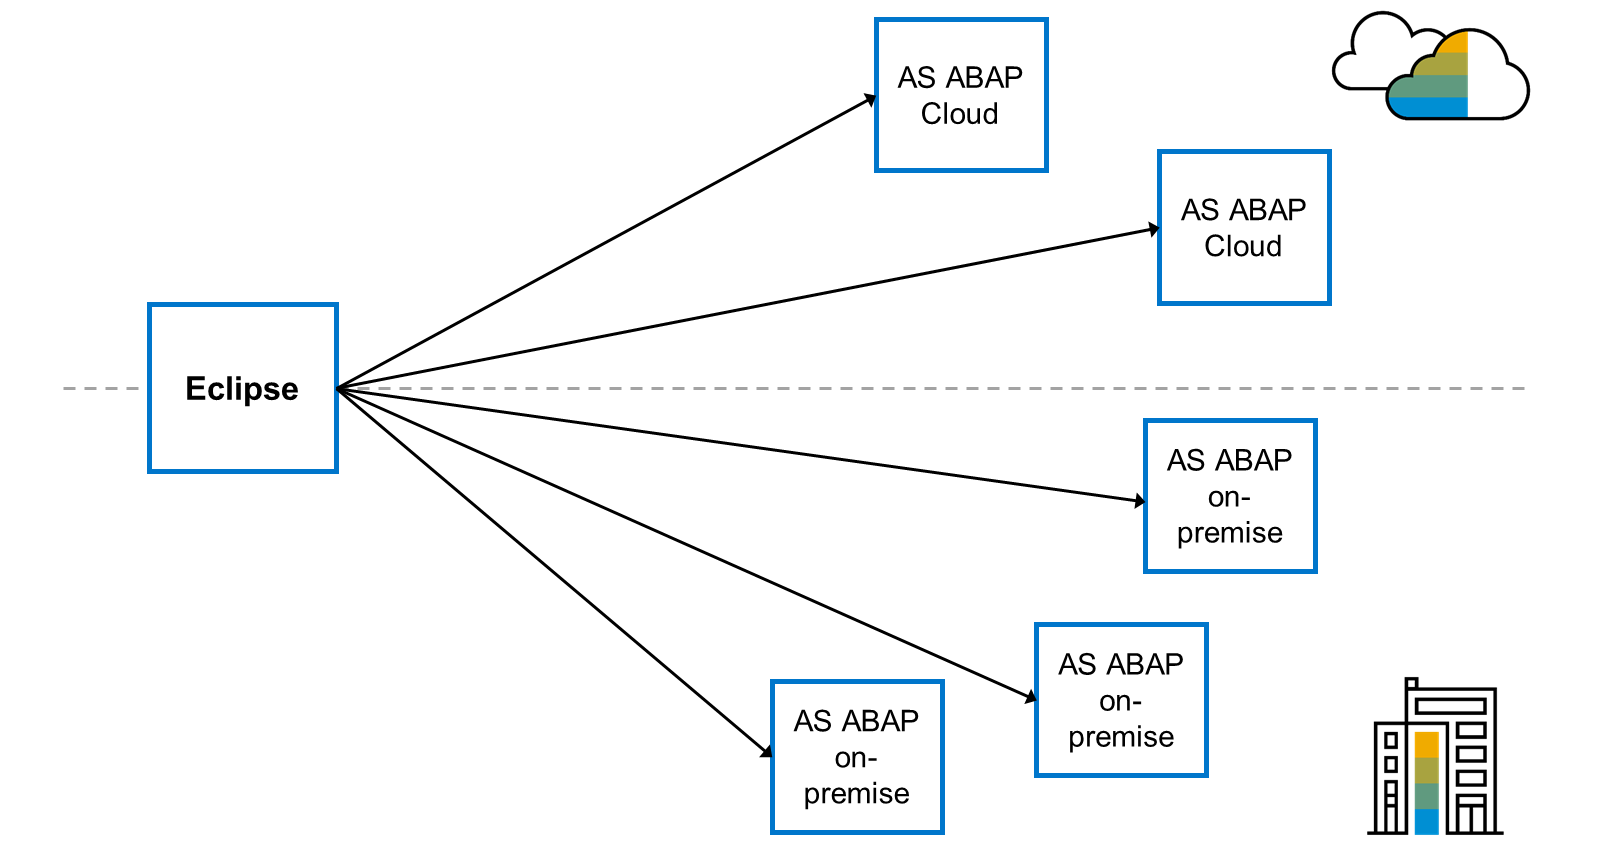 AS ABAP
Cloud
AS ABAP
Cloud
Eclipse
AS ABAP
on-
premise
AS ABAP
on-
premise
AS ABAP
on-
premise